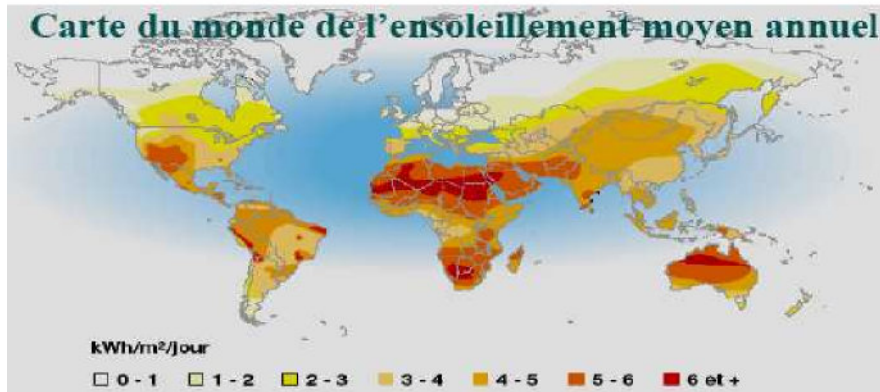 Carte du monde de l'ensoleillement moyen annuel
kWh/m²/jour
0 - 1 1 - 2 2 - 3 3 - 4 4 - 5 5 - 6 6 et +